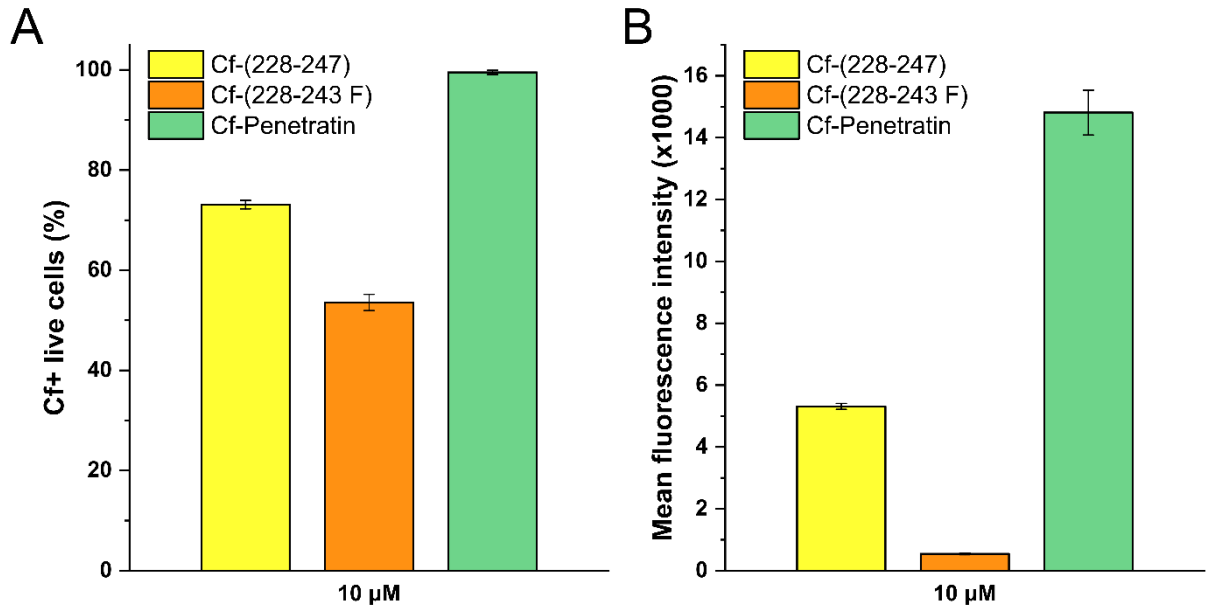 A
Cf-(228-247)
Cf-(228-243 F)
Cf-Penetratin
Cf+ live cells (%)
100
80
60
40
20
0
10 µM
B
Cf-(228-247)
Cf-(228-243 F)
Cf-Penetratin
Mean fluorescence intensity (x1000)
16
14
12
10
8
6
4
2
0
10 µM